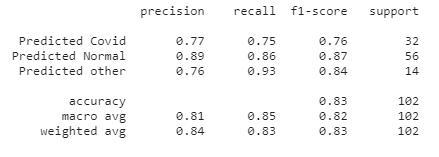 precision recall f1-score support
Predicted Covid 0.77 0.75 0.76 32
Predicted Normal 0.89 0.86 0.87 56
Predicted other 0.76 0.93 0.84 14
accuracy 0.83 102
macro avg 0.81 0.85 0.82 102
weighted avg 0.84 0.83 0.83 102